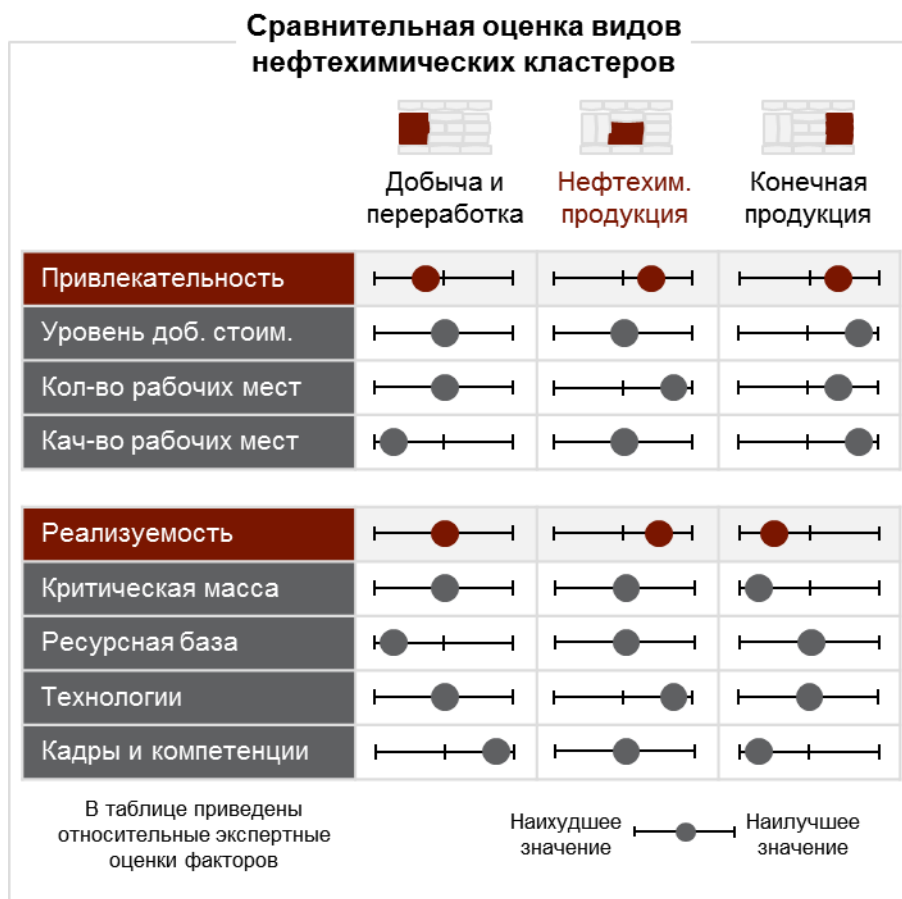 Сравнительная оценка видов
нефтехимических кластеров
Добыча и
переработка
Нефтехим.
продукция
Конечная
продукция
Привлекательность
Уровень доб. стоим.
Кол-во рабочих мест
Кач-во рабочих мест
Реализуемость
Критическая масса
Ресурсная база
Технологии
Кадры и компетенции
В таблице приведены
относительные экспертные
оценки факторов
Наихудшее
значение
Наилучшее
значение